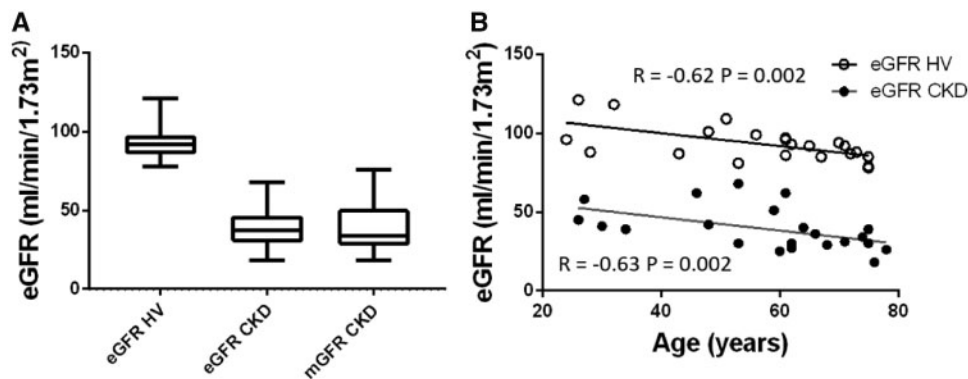 A
eGFR (ml/min/1.73m²)
150
100
50
0
eGFR HV
eGFR CKD
mGFR CKD
B
eGFR (ml/min/1.73m²)
150
100
50
0
R = -0.62 P = 0.002
eGFR HV
eGFR CKD
R = -0.63 P = 0.002
20
40
60
80
Age (years)